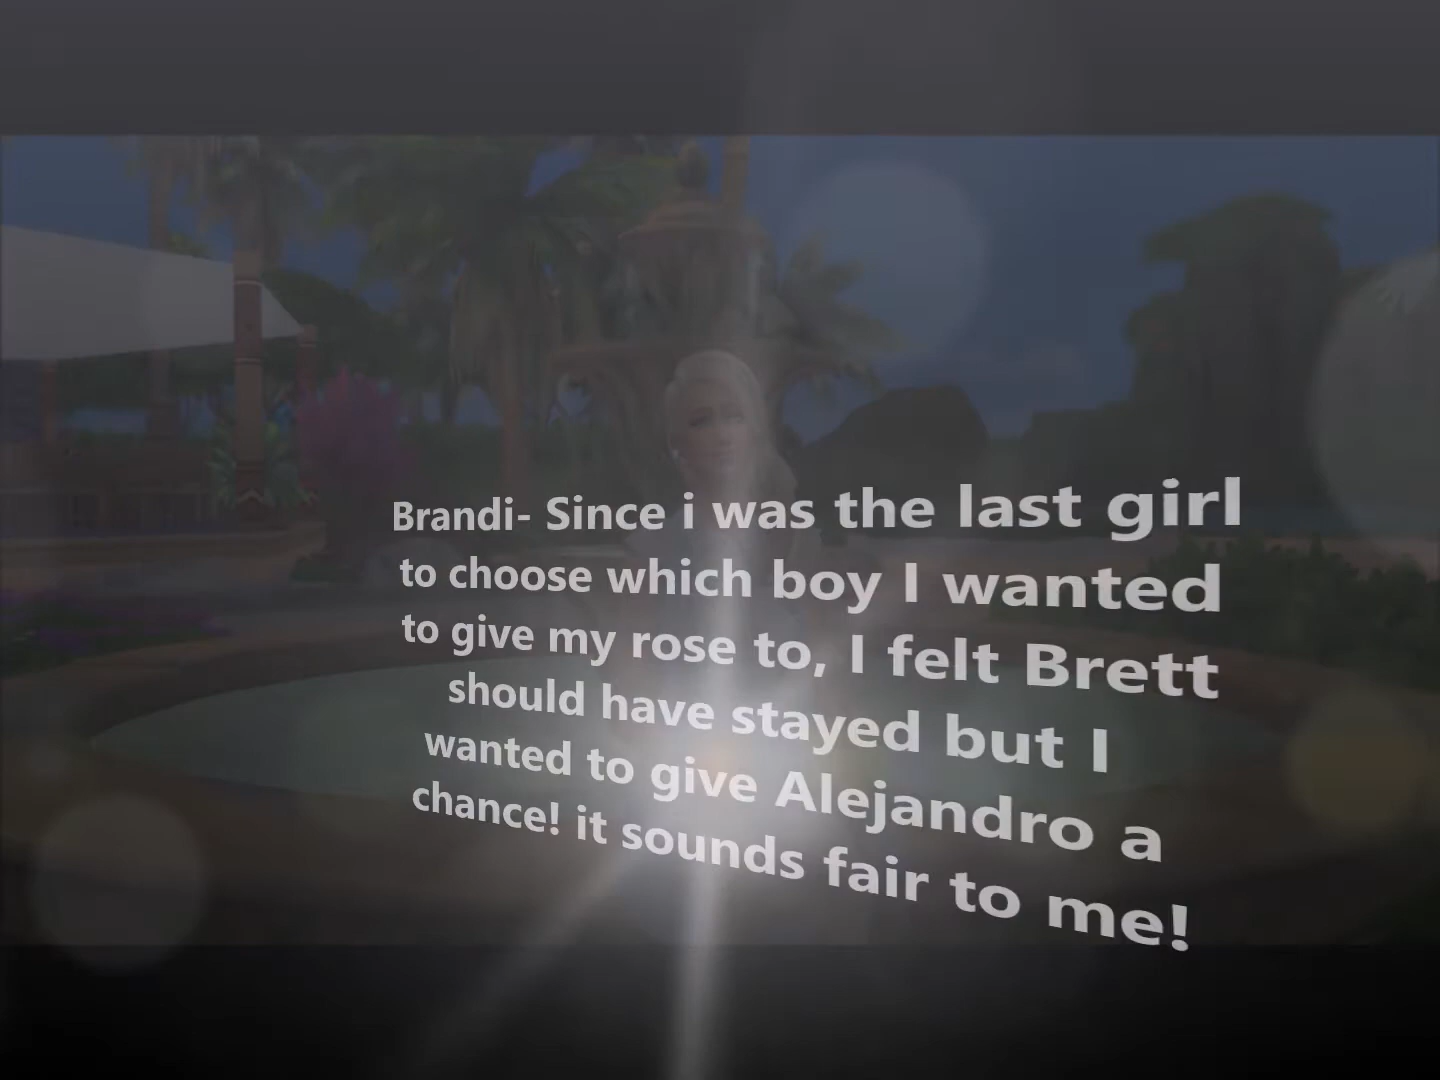 Brandi- Since i was the last girl
to choose which boy I wanted
to give my rose to, I felt Brett
should have stayed but I
wanted to give Alejandro a
chance! it sounds fair to me!